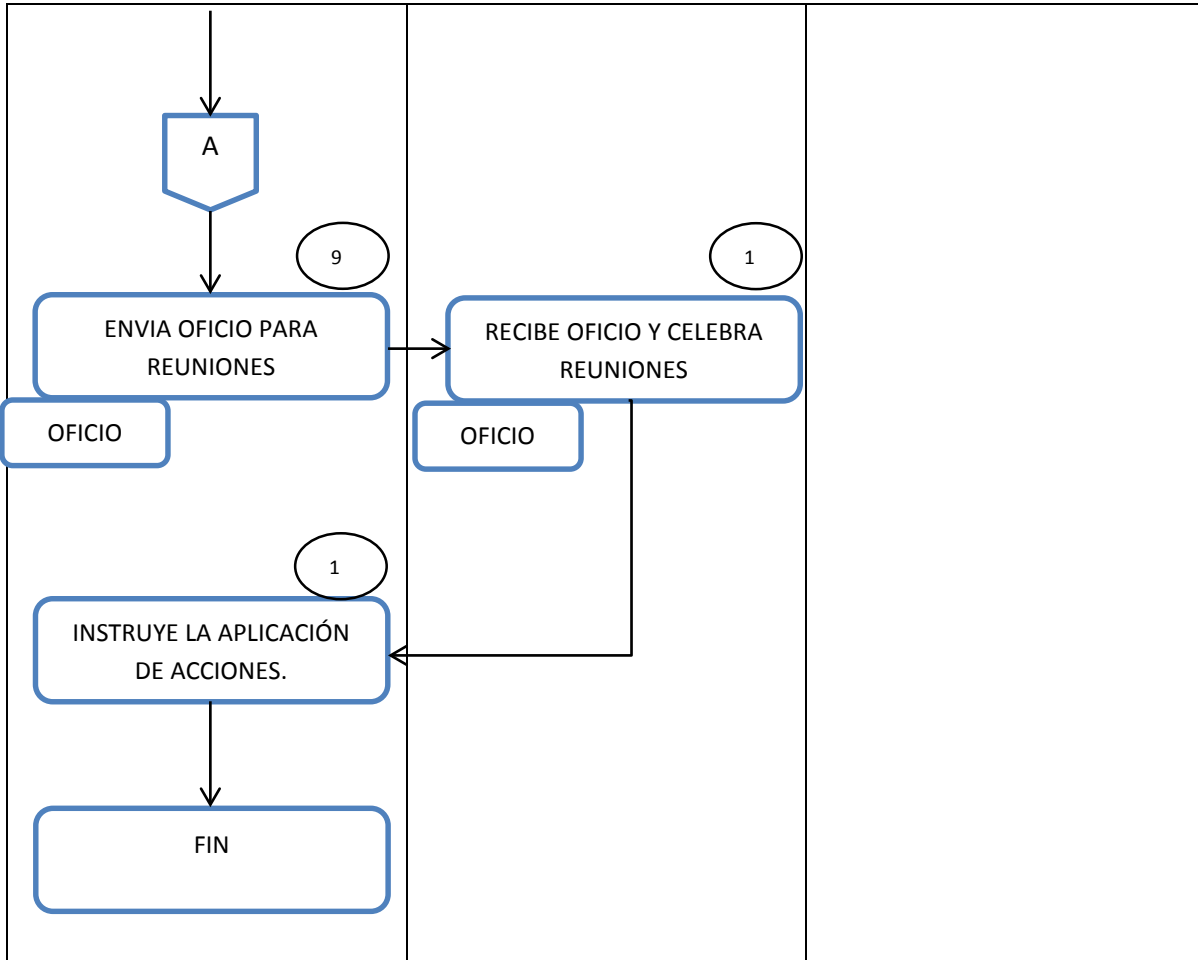 A
9
ENVIA OFICIO PARA
REUNIONES
OFICIO
1
RECIBE OFICIO Y CELEBRA
REUNIONES
OFICIO
1
INSTRUYE LA APLICACIÓN
DE ACCIONES.
FIN